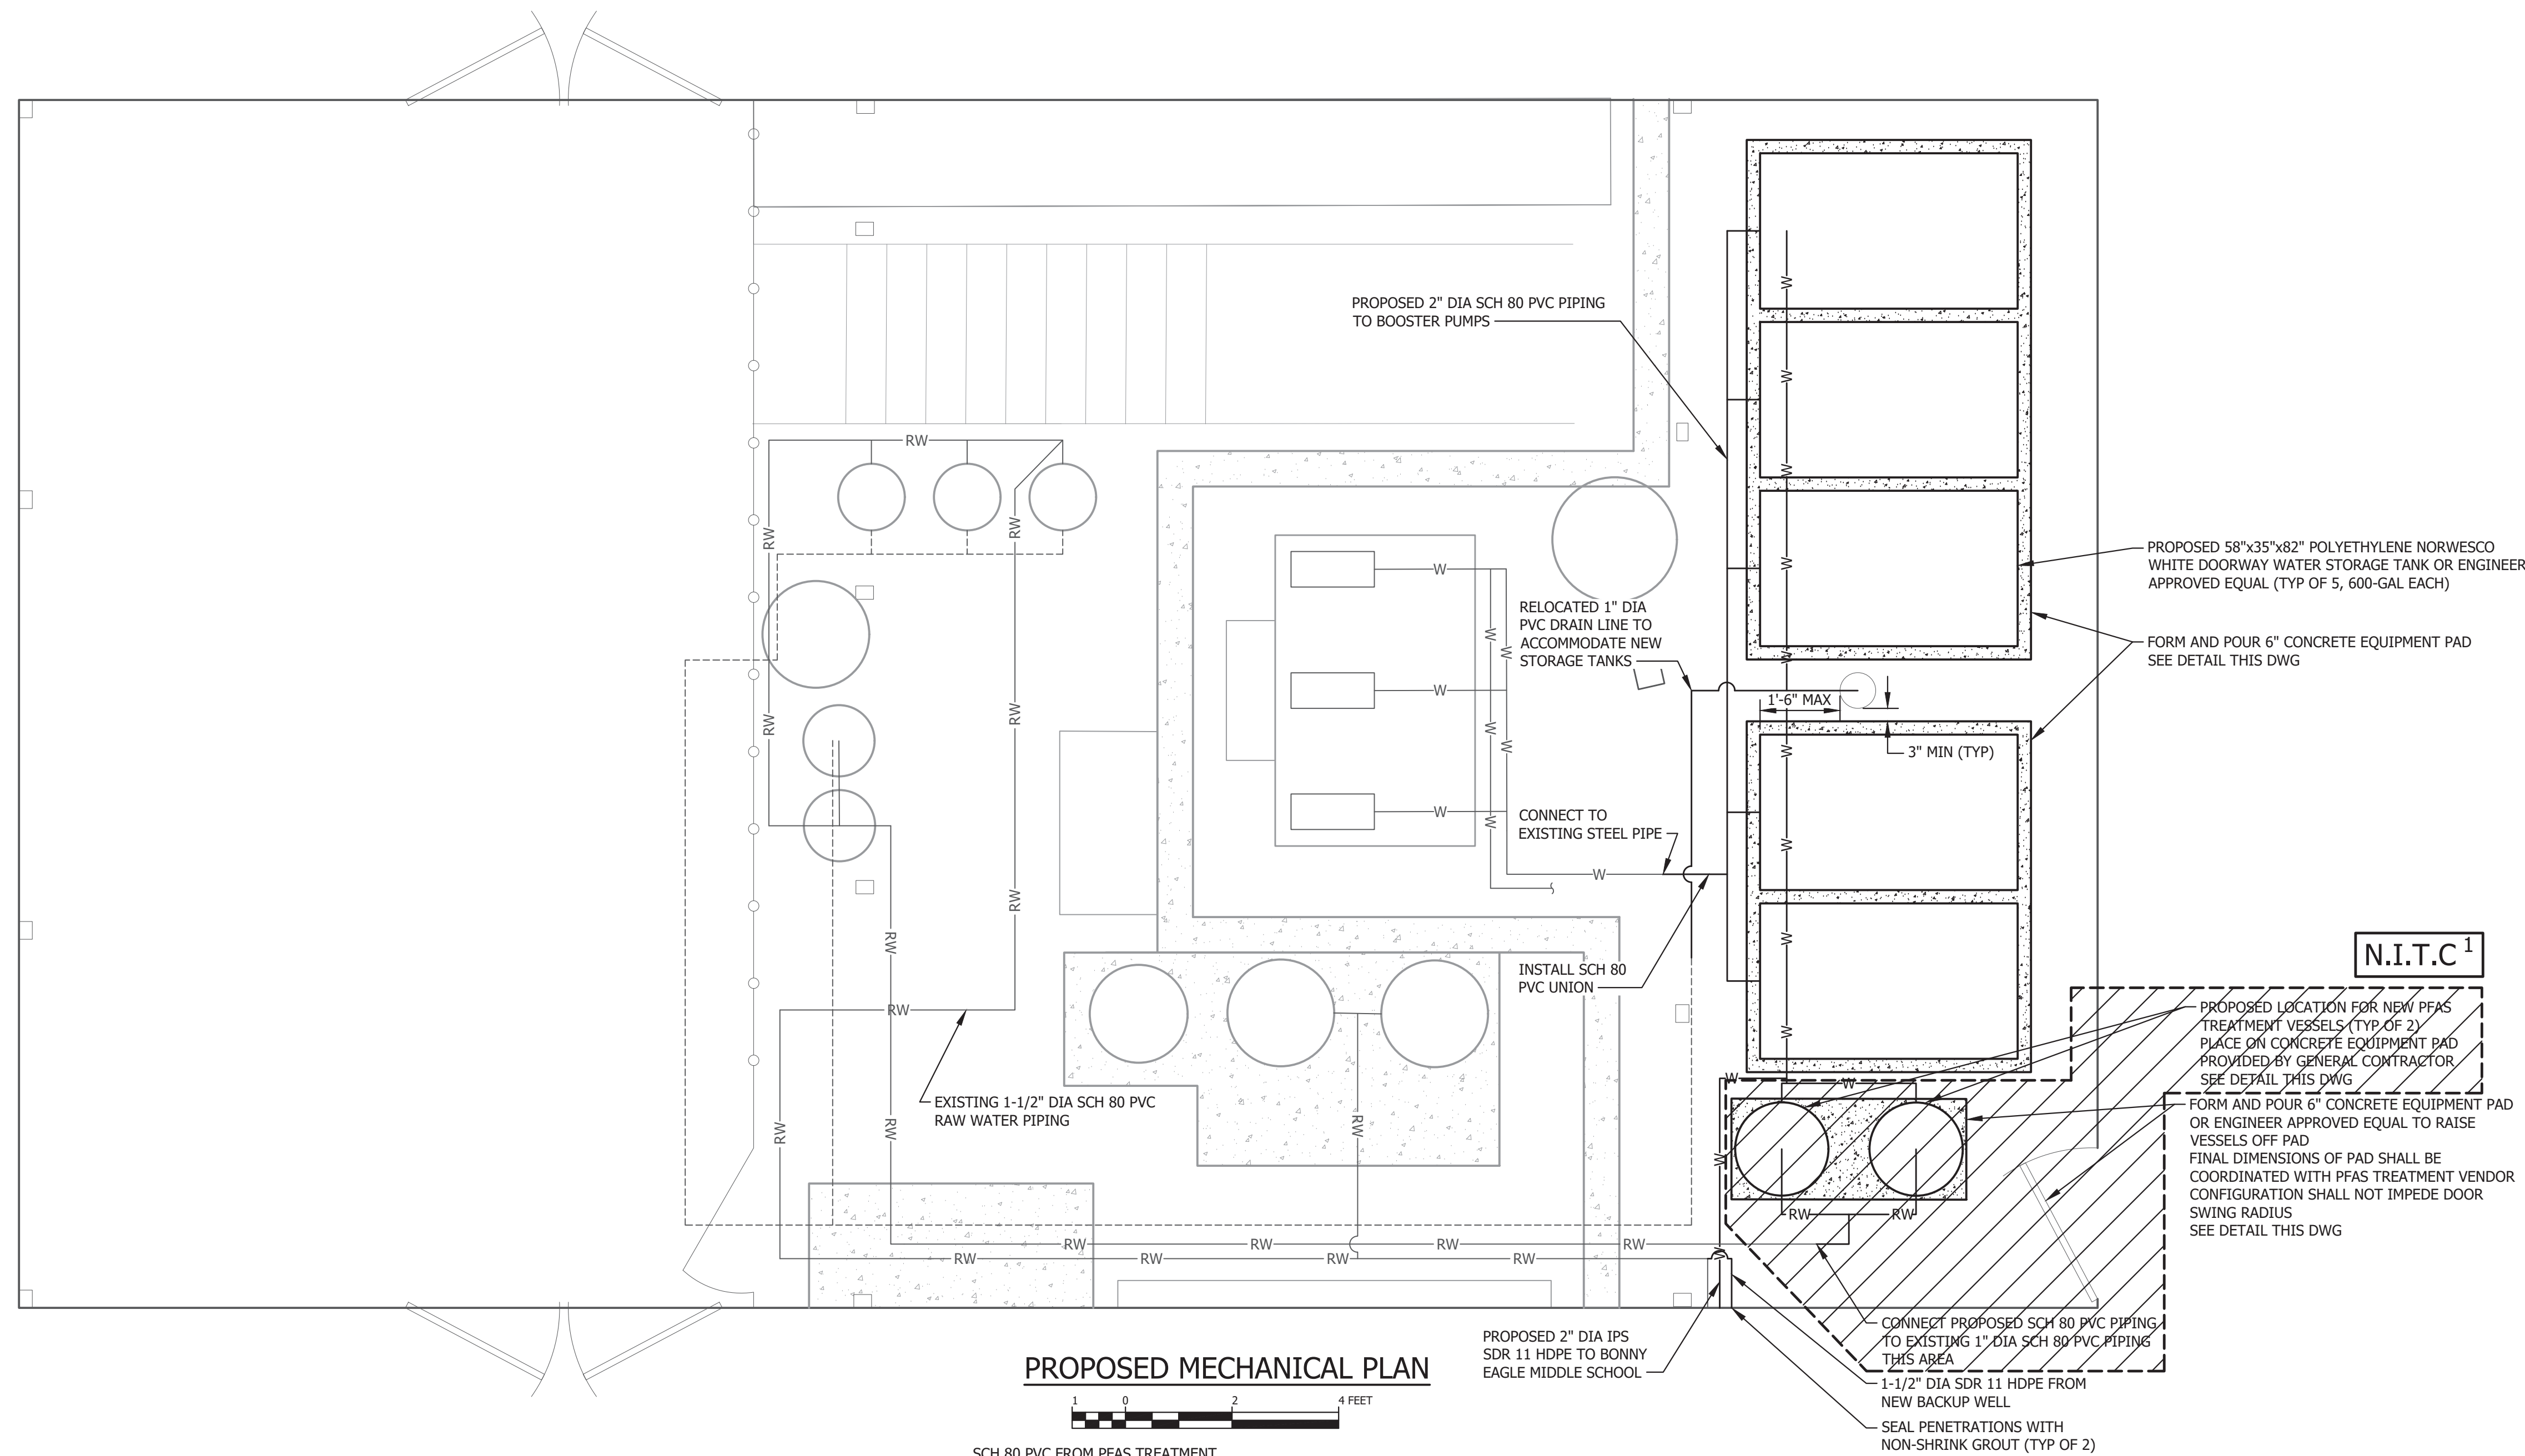 PROPOSED 2" DIA SCH 80 PVC PIPING
TO BOOSTER PUMPS
W
W
W
RW
RW
RW
W
W
W
W
W
W
W
W
PROPOSED 58"x35"x82" POLYETHYLENE NORWESCO
WHITE DOORWAY WATER STORAGE TANK OR ENGINEER
APPROVED EQUAL (TYP OF 5, 600-GAL EACH)
RELOCATED 1" DIA
PVC DRAIN LINE TO
ACCOMMODATE NEW
STORAGE TANKS
FORM AND POUR 6" CONCRETE EQUIPMENT PAD
SEE DETAIL THIS DWG
1'-6" MAX
3" MIN (TYP)
RW
RW
W
W
W
W
W
W
CONNECT TO
EXISTING STEEL PIPE
W
RW
RW
W
N.I.T.C 1
INSTALL SCH 80
PVC UNION
RW
W
PROPOSED LOCATION FOR NEW PFAS
TREATMENT VESSELS (TYP OF 2)
PLACE ON CONCRETE EQUIPMENT PAD
PROVIDED BY GENERAL CONTRACTOR
SEE DETAIL THIS DWG
W
W
EXISTING 1-1/2" DIA SCH 80 PVC
RAW WATER PIPING
RW
RW
RW
W
FORM AND POUR 6" CONCRETE EQUIPMENT PAD
OR ENGINEER APPROVED EQUAL TO RAISE
VESSELS OFF PAD
FINAL DIMENSIONS OF PAD SHALL BE
COORDINATED WITH PFAS TREATMENT VENDOR
CONFIGURATION SHALL NOT IMPEDE DOOR
SWING RADIUS
SEE DETAIL THIS DWG
RW RW
RW RW RW RW
RW RW RW RW
W
CONNECT PROPOSED SCH 80 PVC PIPING
TO EXISTING 1" DIA SCH 80 PVC PIPING
THIS AREA
PROPOSED 2" DIA IPS
SDR 11 HDPE TO BONNY
EAGLE MIDDLE SCHOOL
1-1/2" DIA SDR 11 HDPE FROM
NEW BACKUP WELL
SEAL PENETRATIONS WITH
NON-SHRINK GROUT (TYP OF 2)
PROPOSED MECHANICAL PLAN
1 0 2 4 FEET
SCH 80 PVC FROM PFAS TREATMENT